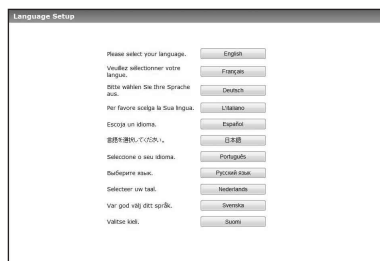 Language Setup
Please select your language. English
Veuillez sélectionner votre
langue. Français
Bitte wählen Sie Ihre Sprache
aus. Deutsch
Per favore scelga la Sua lingua. L'Italiano
Escoja un idioma. Español
言語を選択してください。 日本語
Seleccione o seu idioma. Português
Выберите язык. Русский язык
Selecteer uw taal. Nederlands
Var god välj ditt språk. Svenska
Valitse kieli. Suomi